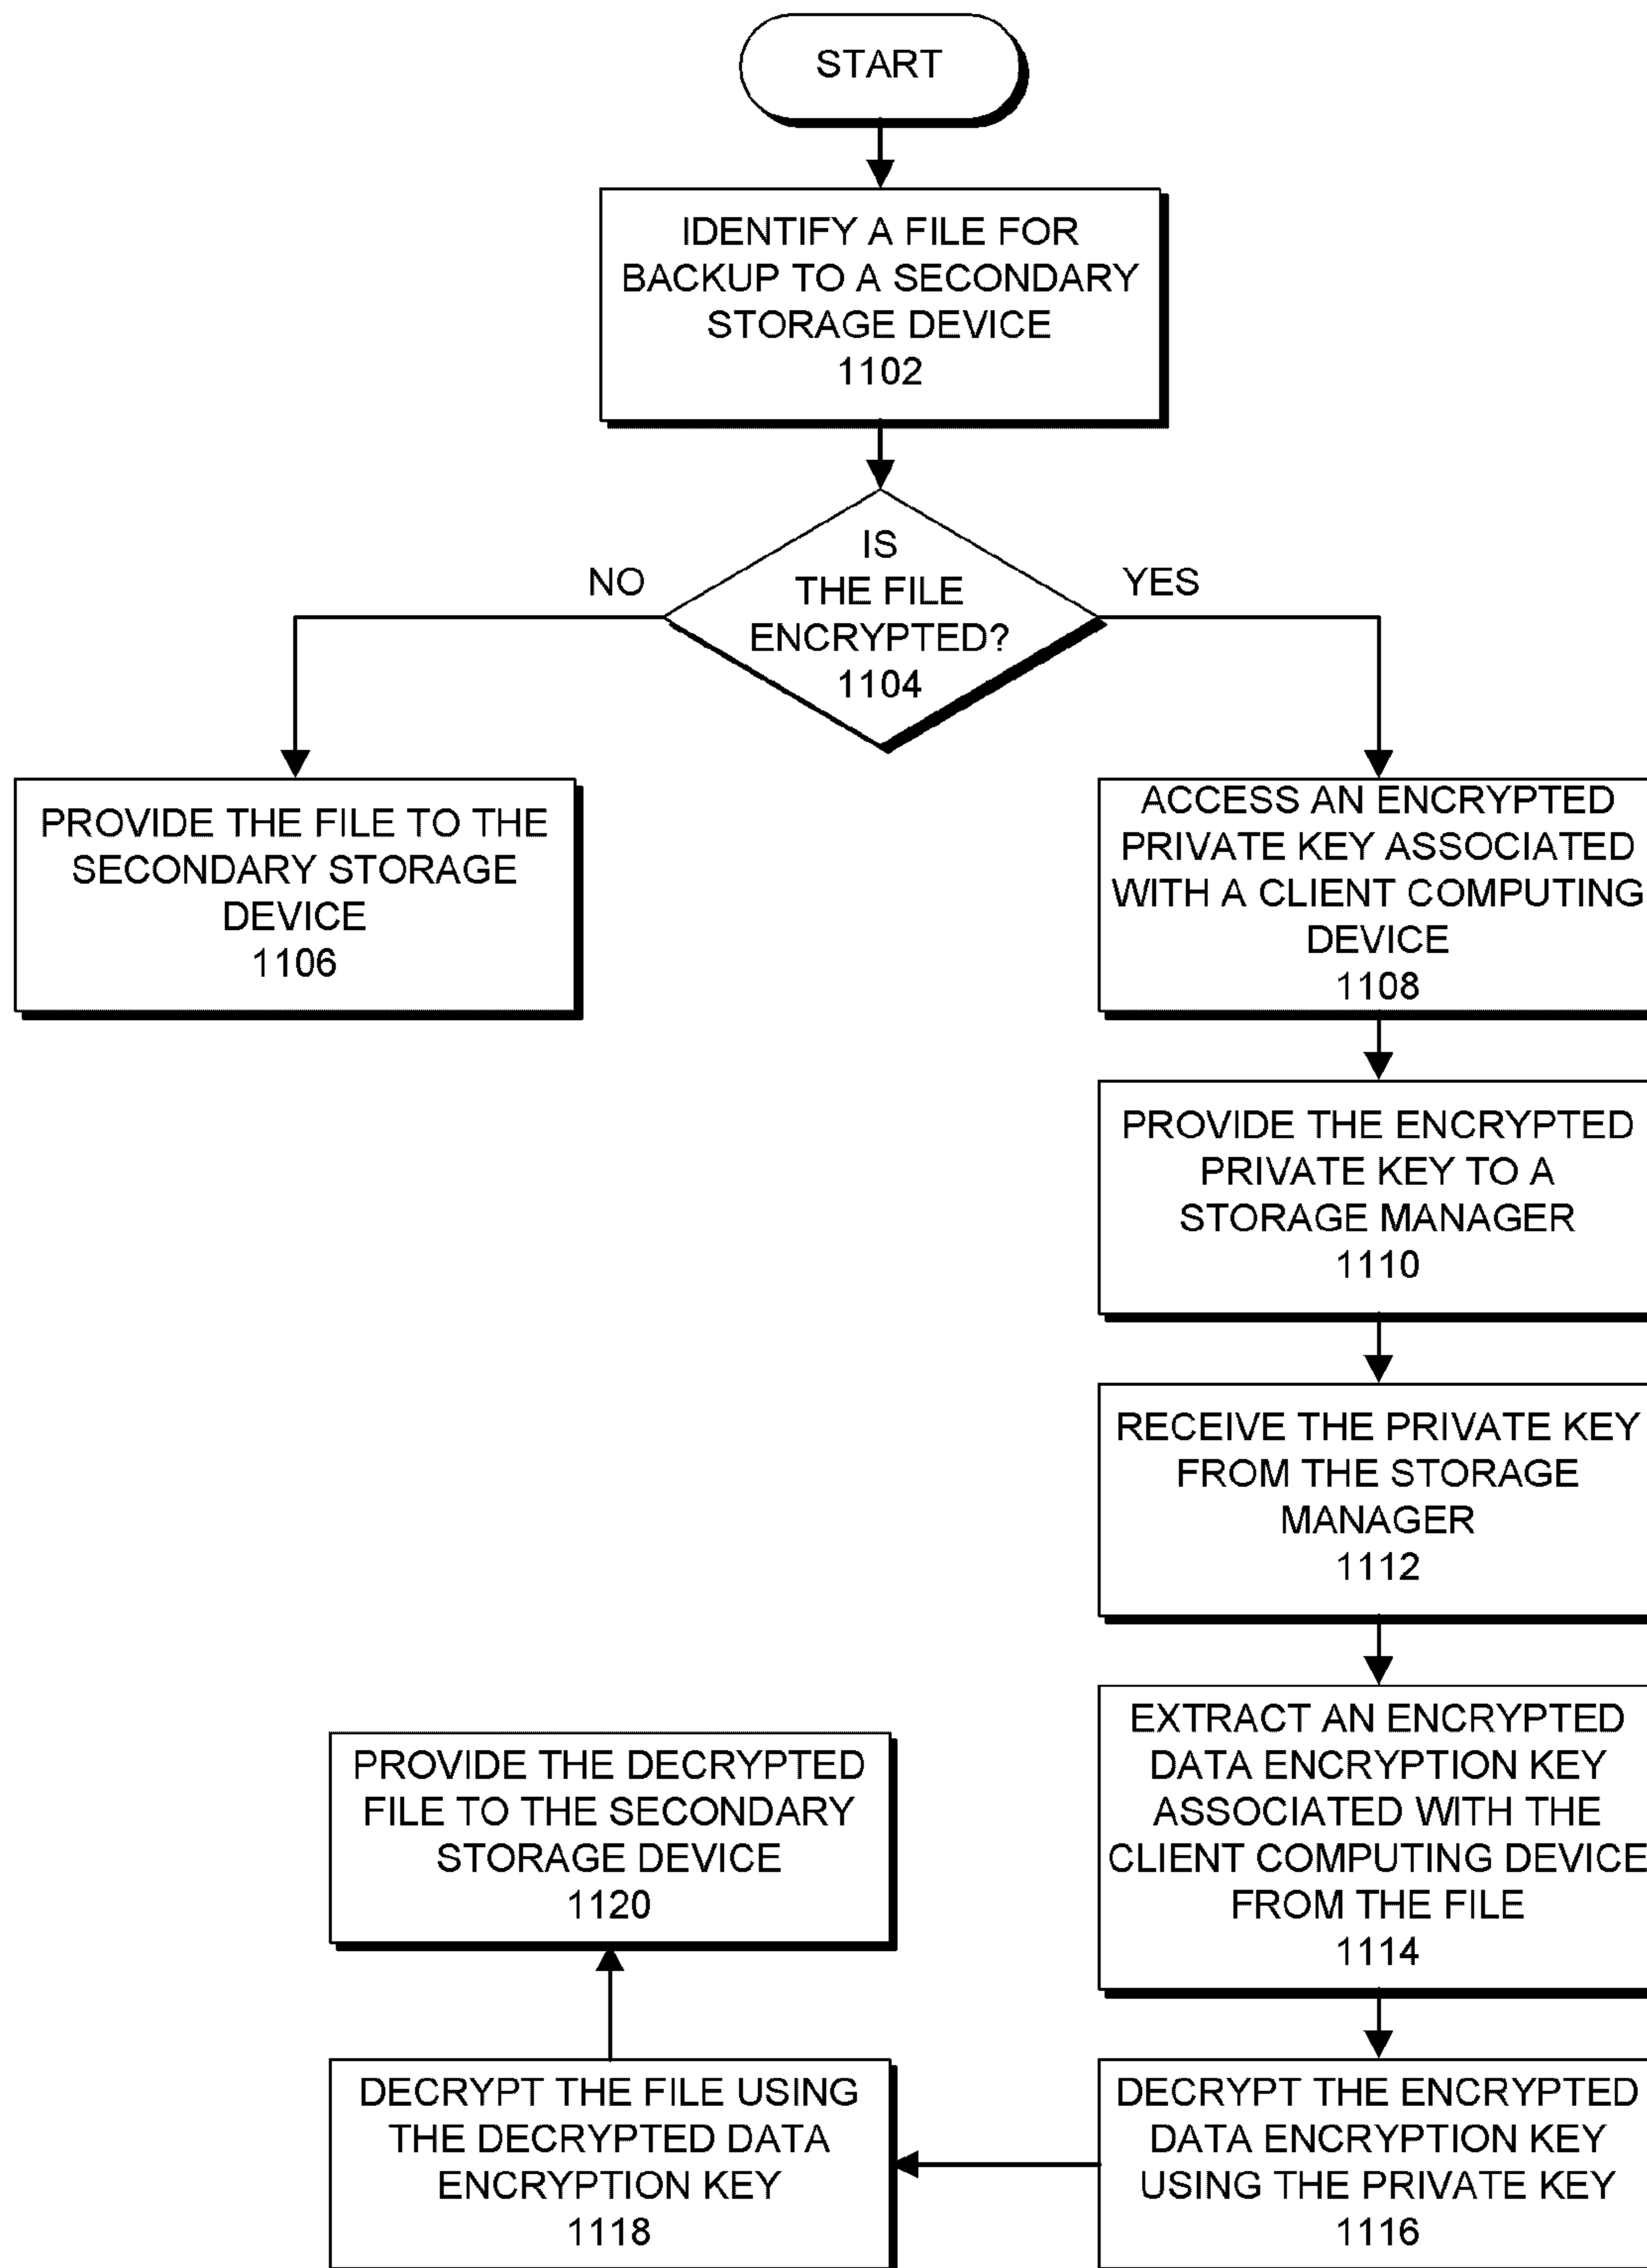 START
IDENTIFY A FILE FOR
BACKUP TO A SECONDARY
STORAGE DEVICE
1102
IS
THE FILE
ENCRYPTED?
1104
NO
YES
PROVIDE THE FILE TO THE
SECONDARY STORAGE
DEVICE
1106
ACCESS AN ENCRYPTED
PRIVATE KEY ASSOCIATED
WITH A CLIENT COMPUTING
DEVICE
1108
PROVIDE THE ENCRYPTED
PRIVATE KEY TO A
STORAGE MANAGER
1110
RECEIVE THE PRIVATE KEY
FROM THE STORAGE
MANAGER
1112
EXTRACT AN ENCRYPTED
DATA ENCRYPTION KEY
ASSOCIATED WITH THE
CLIENT COMPUTING DEVICE
FROM THE FILE
1114
DECRYPT THE ENCRYPTED
DATA ENCRYPTION KEY
USING THE PRIVATE KEY
1116
DECRYPT THE FILE USING
THE DECRYPTED DATA
ENCRYPTION KEY
1118
PROVIDE THE DECRYPTED
FILE TO THE SECONDARY
STORAGE DEVICE
1120